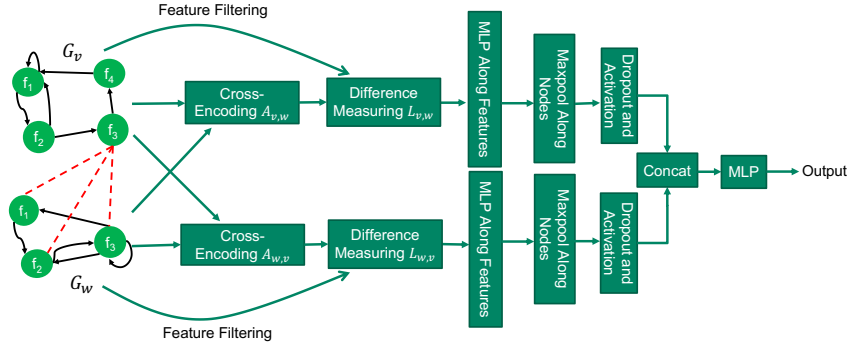 Feature Filtering
G_v
f_1
f_4
f_2
f_3
Cross-
Encoding A_{v,w}
Difference
Measuring L_{v,w}
MLP Along Features
Maxpool Along
Nodes
Dropout and
Activation
Concat
MLP
Output
f_1
f_2
f_3
G_w
Cross-
Encoding A_{w,v}
Difference
Measuring L_{w,v}
MLP Along Features
Maxpool Along
Nodes
Dropout and
Activation
Feature Filtering